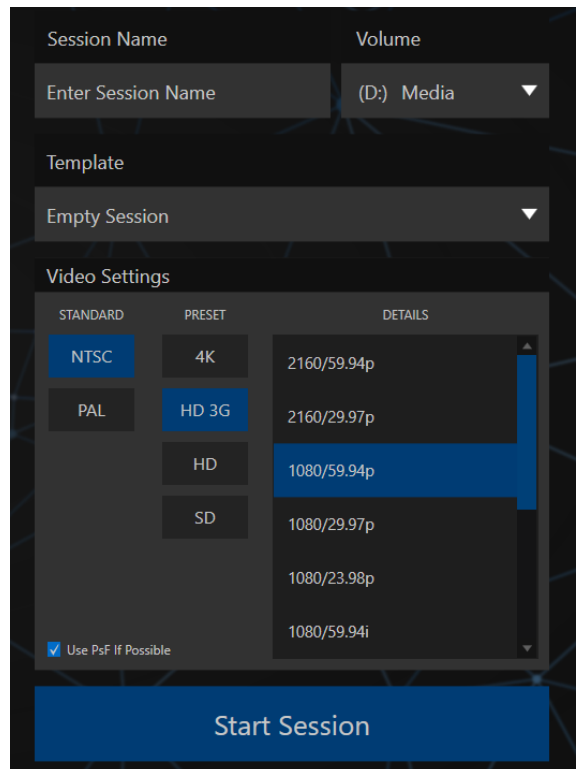 Session Name
Volume
Enter Session Name
(D:) Media
Template
Empty Session
Video Settings
STANDARD
PRESET
DETAILS
NTSC
4K
2160/59.94p
PAL
HD 3G
2160/29.97p
HD
1080/59.94p
SD
1080/29.97p
1080/23.98p
1080/59.94i
Use PsF If Possible
Start Session